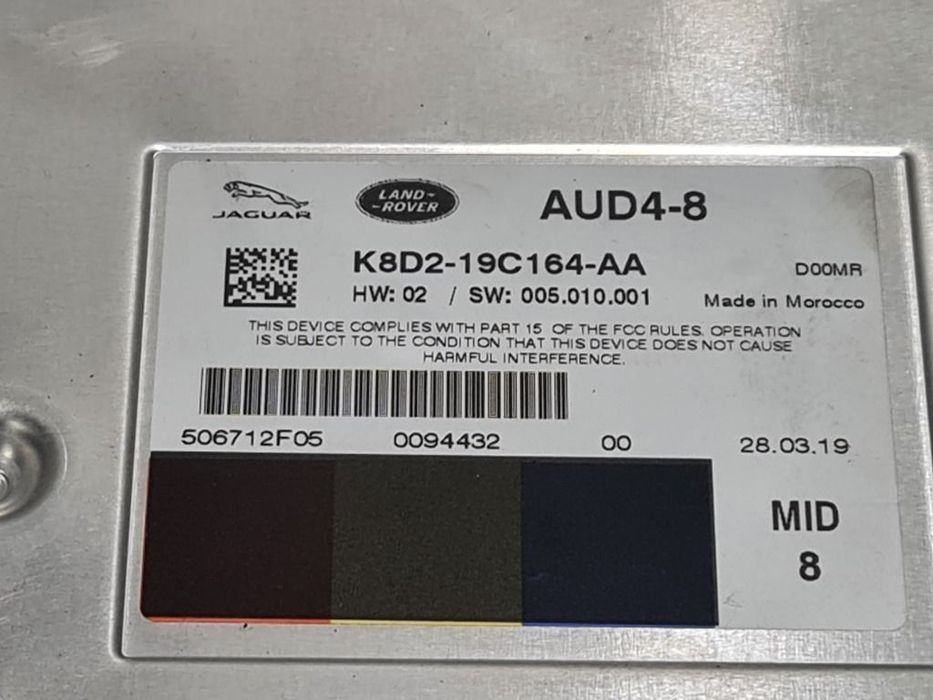 JAGUAR
LAND-
-ROVER
AUD4-8
K8D2-19C164-AA
D00MR
HW: 02 / SW: 005.010.001
Made in Morocco
THIS DEVICE COMPLIES WITH PART 15 OF THE FCC RULES. OPERATION
IS SUBJECT TO THE CONDITION THAT THIS DEVICE DOES NOT CAUSE
HARMFUL INTERFERENCE.
506712F05 0094432 00 28.03.19
MID
8